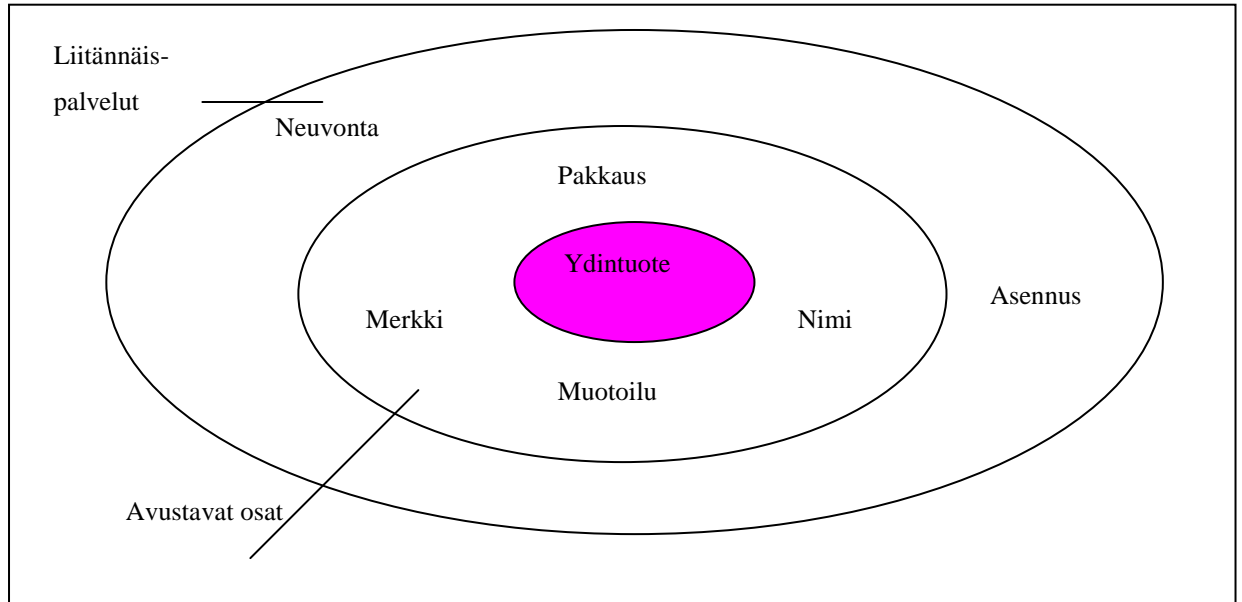 Liitännäis-
palvelut
Neuvonta
Pakkaus
Ydintuote
Asennus
Merkki
Nimi
Muotoilu
Avustavat osat